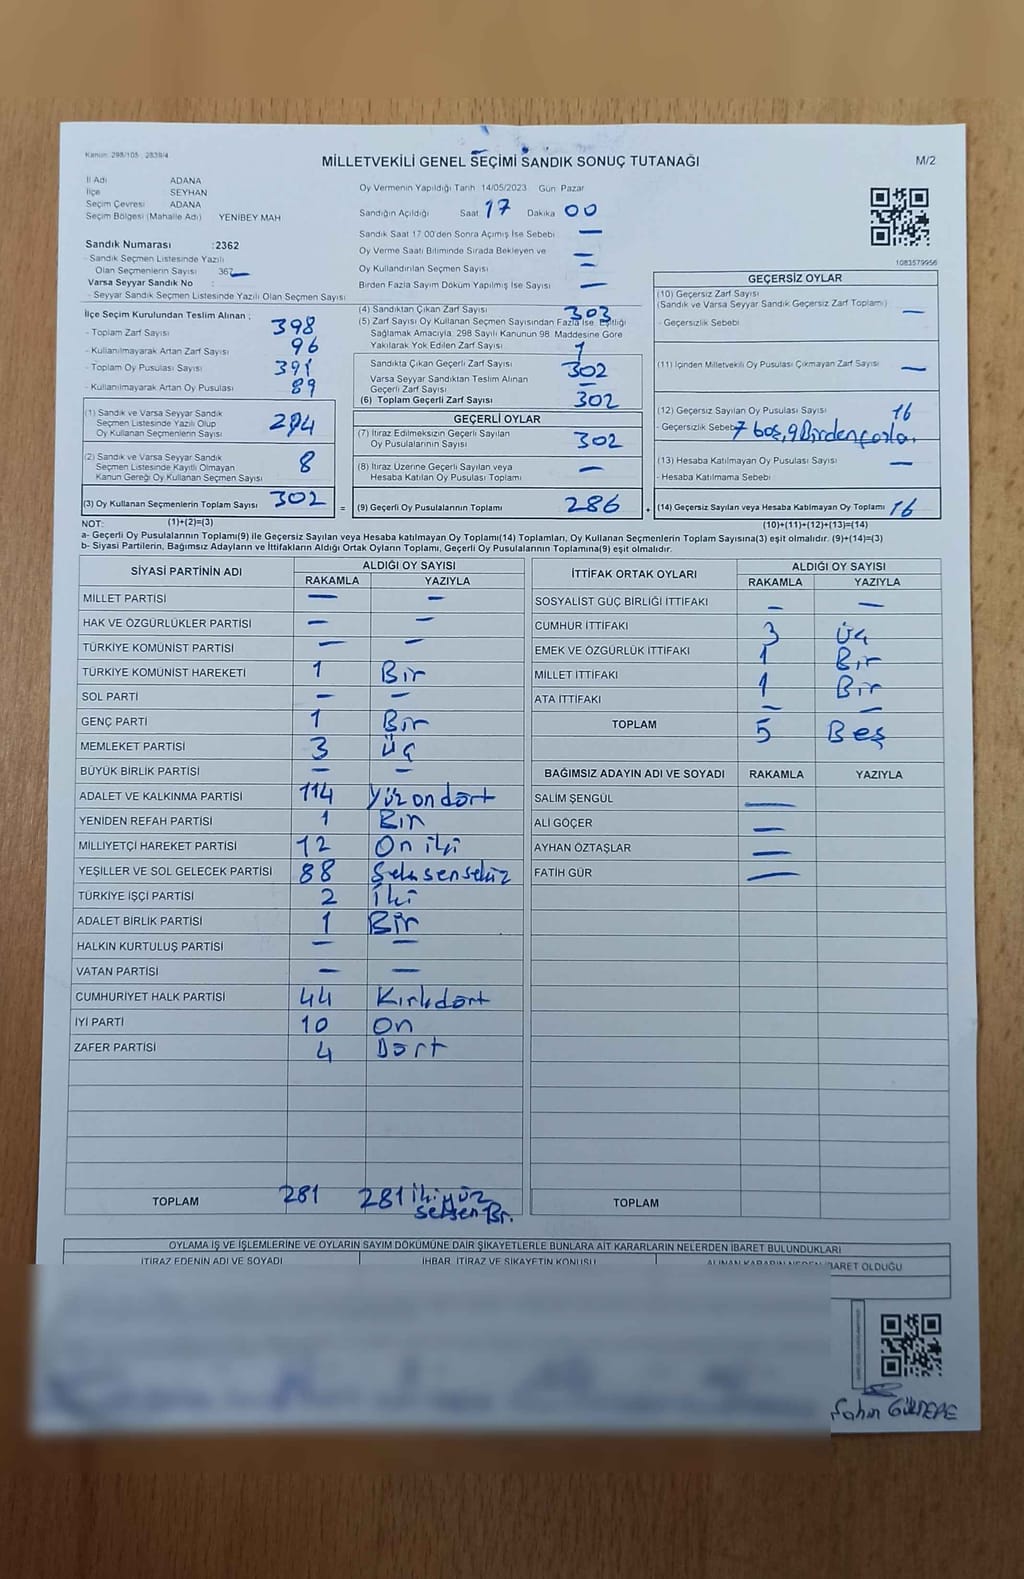 Kanun: 298/105 2839/4
MİLLETVEKİLİ GENEL SEÇİMİ SANDIK SONUÇ TUTANAĞI
M/2
İl Adı ADANA
İlçe SEYHAN
Seçim Çevresi ADANA
Seçim Bölgesi (Mahalle Adı) YENİBEY MAH
Sandık Numarası :2362
- Sandık Seçmen Listesinde Yazılı
Olan Seçmenlerin Sayısı 367
Varsa Seyyar Sandık No :
- Seyyar Sandık Seçmen Listesinde Yazılı Olan Seçmen Sayısı
Oy Vermenin Yapıldığı Tarih 14/05/2023 Gün Pazar
Sandığın Açıldığı Saat 17 Dakika 00
Sandık Saat 17.00'den Sonra Açımış İse Sebebi —
Oy Verme Saati Bitiminde Sırada Bekleyen ve —
Oy Kullandırılan Seçmen Sayısı —
Birden Fazla Sayım Döküm Yapılmış İse Sayısı —
1083579956
İlçe Seçim Kurulundan Teslim Alınan ;
- Toplam Zarf Sayısı 398
- Kullanılmayarak Artan Zarf Sayısı 96
- Toplam Oy Pusulası Sayısı 391
- Kullanılmayarak Artan Oy Pusulası 89
(1) Sandık ve Varsa Seyyar Sandık
Seçmen Listesinde Yazılı Olup
Oy Kullanan Seçmenlerin Sayısı 294
(2) Sandık ve Varsa Seyyar Sandık
Seçmen Listesinde Kayıtlı Olmayan
Kanun Gereği Oy Kullanan Seçmen Sayısı 8
(3) Oy Kullanan Seçmenlerin Toplam Sayısı 302 =
(4) Sandıktan Çıkan Zarf Sayısı 303
(5) Zarf Sayısı Oy Kullanan Seçmen Sayısından Fazla İse Eşitliği
Sağlamak Amacıyla, 298 Sayılı Kanunun 98. Maddesine Göre
Yakılarak Yok Edilen Zarf Sayısı 1
Sandıkta Çıkan Geçerli Zarf Sayısı 302
Varsa Seyyar Sandıktan Teslim Alınan
Geçerli Zarf Sayısı —
(6) Toplam Geçerli Zarf Sayısı 302
GEÇERLİ OYLAR
(7) İtiraz Edilmeksizin Geçerli Sayılan
Oy Pusulalarının Sayısı 302
(8) İtiraz Üzerine Geçerli Sayılan veya
Hesaba Katılan Oy Pusulası Toplamı —
(9) Geçerli Oy Pusulalarının Toplamı 286 +
GEÇERSİZ OYLAR
(10) Geçersiz Zarf Sayısı
(Sandık ve Varsa Seyyar Sandık Geçersiz Zarf Toplamı) —
- Geçersizlik Sebebi
(11) İçinden Milletvekili Oy Pusulası Çıkmayan Zarf Sayısı —
(12) Geçersiz Sayılan Oy Pusulası Sayısı 16
- Geçersizlik Sebebi 7 boş, 9 Birden fazla
(13) Hesaba Katılmayan Oy Pusulası Sayısı —
- Hesaba Katılmama Sebebi
(14) Geçersiz Sayılan veya Hesaba Katılmayan Oy Toplamı 16
NOT: (1)+(2)=(3)
(10)+(11)+(12)+(13)=(14)
a- Geçerli Oy Pusulalarının Toplamı(9) ile Geçersiz Sayılan veya Hesaba katılmayan Oy Toplamı(14) Toplamları, Oy Kullanan Seçmenlerin Toplam Sayısına(3) eşit olmalıdır. (9)+(14)=(3)
b- Siyasi Partilerin, Bağımsız Adayların ve İttifakların Aldığı Ortak Oyların Toplamı, Geçerli Oy Pusulalarının Toplamına(9) eşit olmalıdır.
SİYASİ PARTİNİN ADI ALDIĞI OY SAYISI
RAKAMLA YAZIYLA
MİLLET PARTİSİ — —
HAK VE ÖZGÜRLÜKLER PARTİSİ — —
TÜRKİYE KOMÜNİST PARTİSİ — —
TÜRKİYE KOMÜNİST HAREKETİ 1 Bir
SOL PARTİ — —
GENÇ PARTİ 1 Bir
MEMLEKET PARTİSİ 3 üç
BÜYÜK BİRLİK PARTİSİ — —
ADALET VE KALKINMA PARTİSİ 114 yüz ondört
YENİDEN REFAH PARTİSİ 1 Bir
MİLLİYETÇİ HAREKET PARTİSİ 12 On iki
YEŞİLLER VE SOL GELECEK PARTİSİ 88 Seksensekiz
TÜRKİYE İŞÇİ PARTİSİ 2 İki
ADALET BİRLİK PARTİSİ 1 Bir
HALKIN KURTULUŞ PARTİSİ — —
VATAN PARTİSİ — —
CUMHURİYET HALK PARTİSİ 44 Kırkdört
İYİ PARTİ 10 On
ZAFER PARTİSİ 4 Dört
TOPLAM 281 281 ikiyüz
seksen Bir.
İTTİFAK ORTAK OYLARI ALDIĞI OY SAYISI
RAKAMLA YAZIYLA
SOSYALİST GÜÇ BİRLİĞİ İTTİFAKI — —
CUMHUR İTTİFAKI 3 üç
EMEK VE ÖZGÜRLÜK İTTİFAKI 1 Bir
MİLLET İTTİFAKI 1 Bir
ATA İTTİFAKI — —
TOPLAM 5 Beş
BAĞIMSIZ ADAYIN ADI VE SOYADI RAKAMLA YAZIYLA
SALİM ŞENGÜL —
ALİ GÖÇER —
AYHAN ÖZTAŞLAR —
FATİH GÜR —
TOPLAM
OYLAMA İŞ VE İŞLEMLERİNE VE OYLARIN SAYIM DÖKÜMÜNE DAİR ŞİKAYETLERLE BUNLARA AİT KARARLARIN NELERDEN İBARET BULUNDUKLARI
İTİRAZ EDENİN ADI VE SOYADI İHBAR, İTİRAZ VE ŞİKAYETİN KONUSU ALINAN KARARIN NEDEN İBARET OLDUĞU